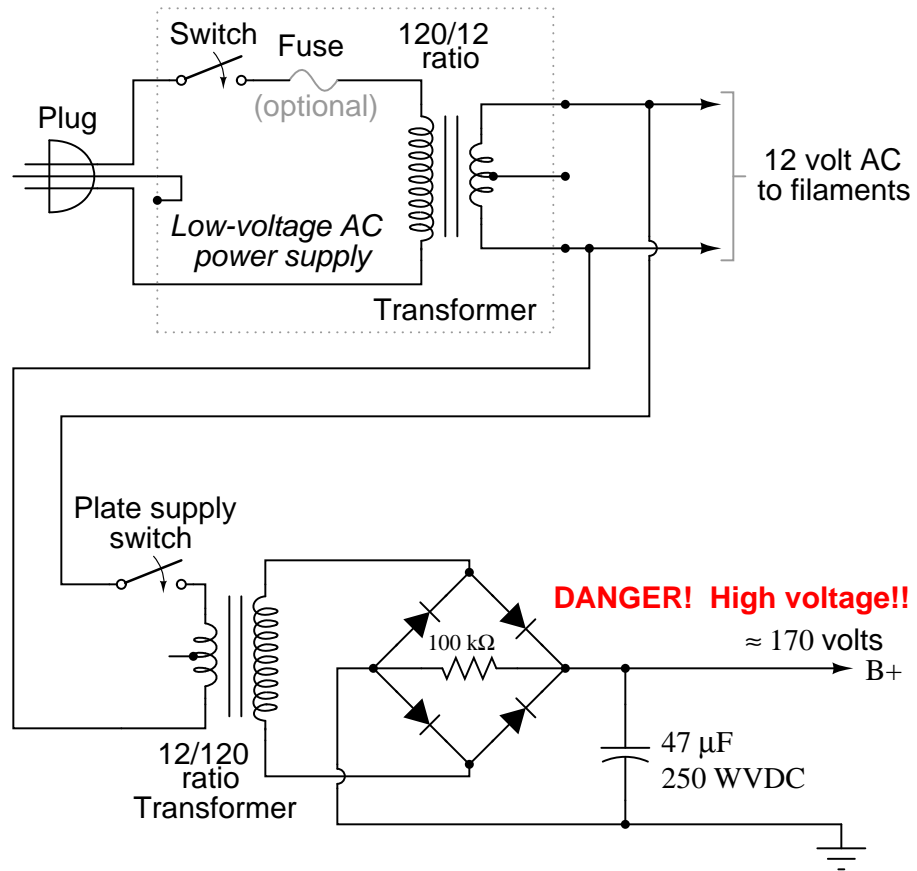 Switch
Fuse
(optional)
120/12
ratio
Plug
Low-voltage AC
power supply
Transformer
12 volt AC
to filaments
Plate supply
switch
12/120
ratio
Transformer
100 kΩ
DANGER! High voltage!!
≈ 170 volts
B+
47 μF
250 WVDC